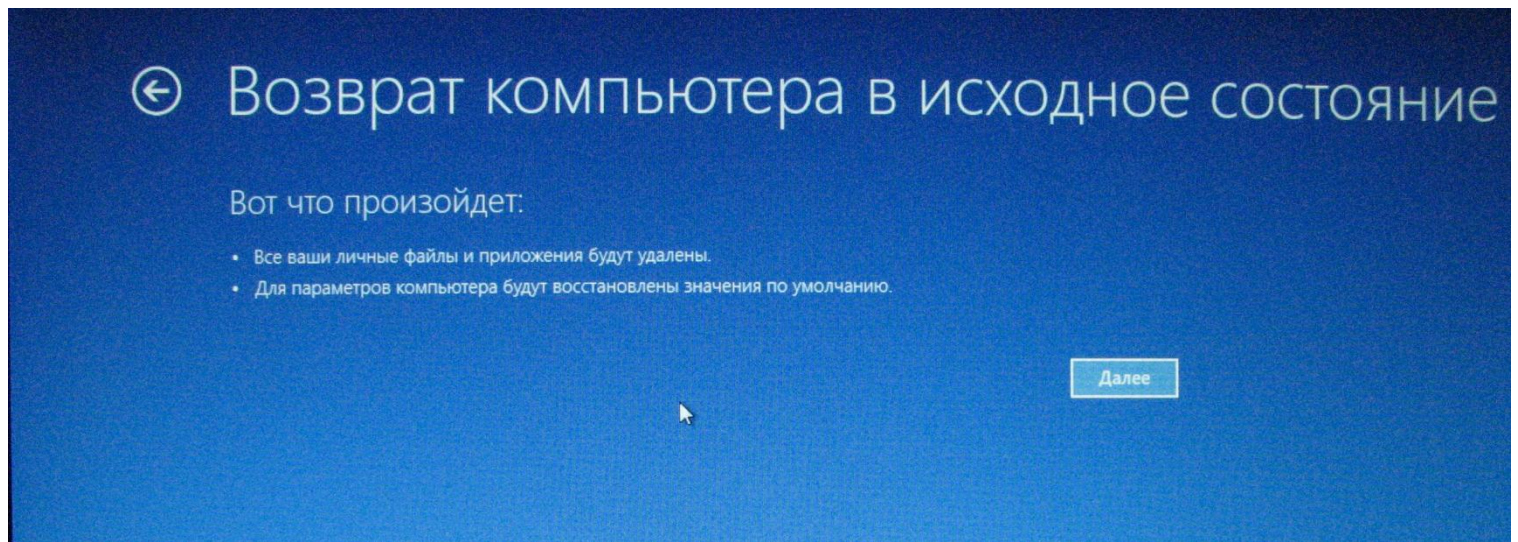 Возврат компьютера в исходное состояние
Вот что произойдет:
• Все ваши личные файлы и приложения будут удалены.
• Для параметров компьютера будут восстановлены значения по умолчанию.
Далее